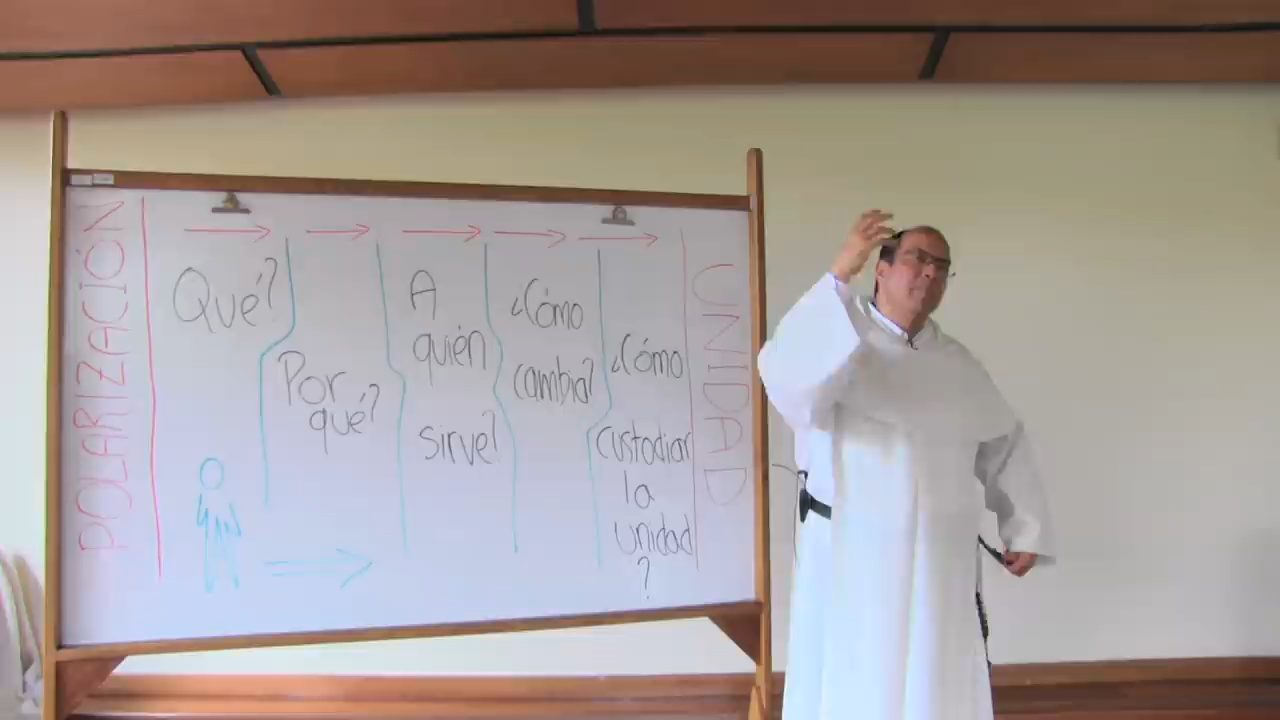 POLARIZACIÓN
Qué?
Por
qué?
A
quién
sirve?
¿Cómo
cambia?
¿Cómo
custodiar
la
unidad
?
UNIDAD